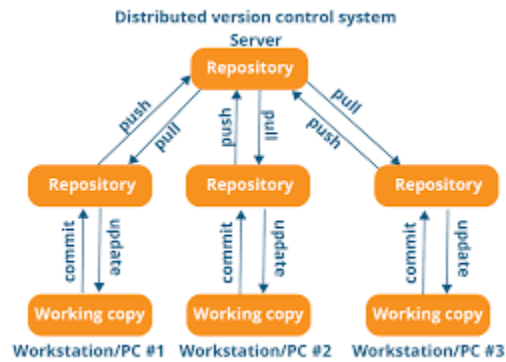 Distributed version control system
Server
Repository
push
pull
push
pull
pull
push
Repository
Repository
Repository
commit
update
commit
update
commit
update
Working copy
Working copy
Working copy
Workstation/PC #1
Workstation/PC #2
Workstation/PC #3